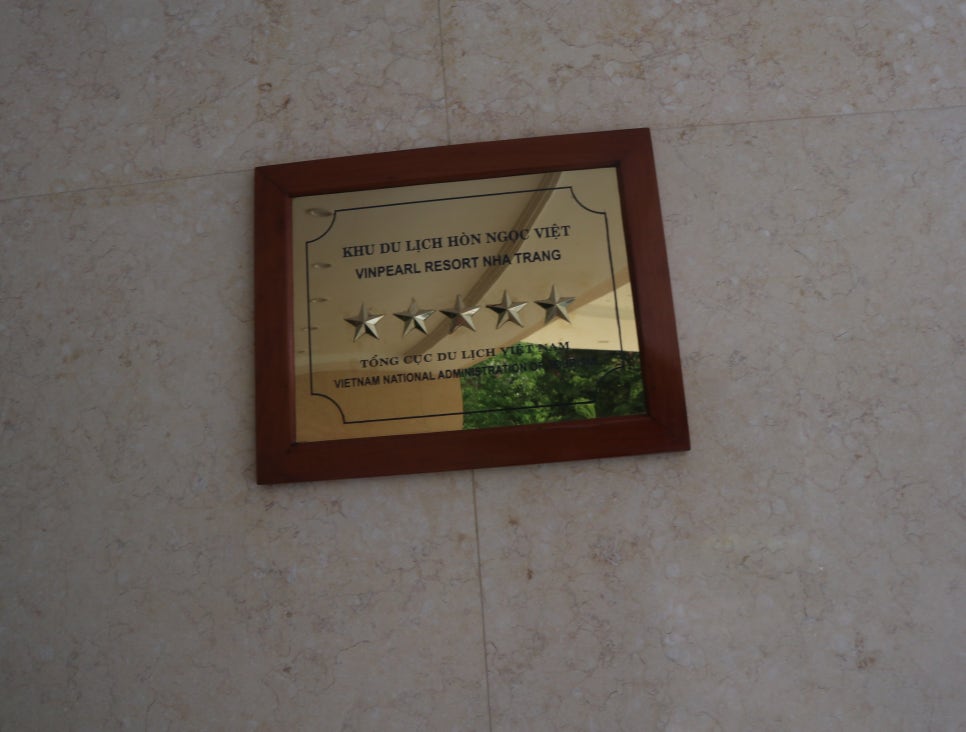 KHU DU LỊCH HÒN NGỌC VIỆT
VINPEARL RESORT NHA TRANG
TỔNG CỤC DU LỊCH VIỆT NAM
VIETNAM NATIONAL ADMINISTRATION OF